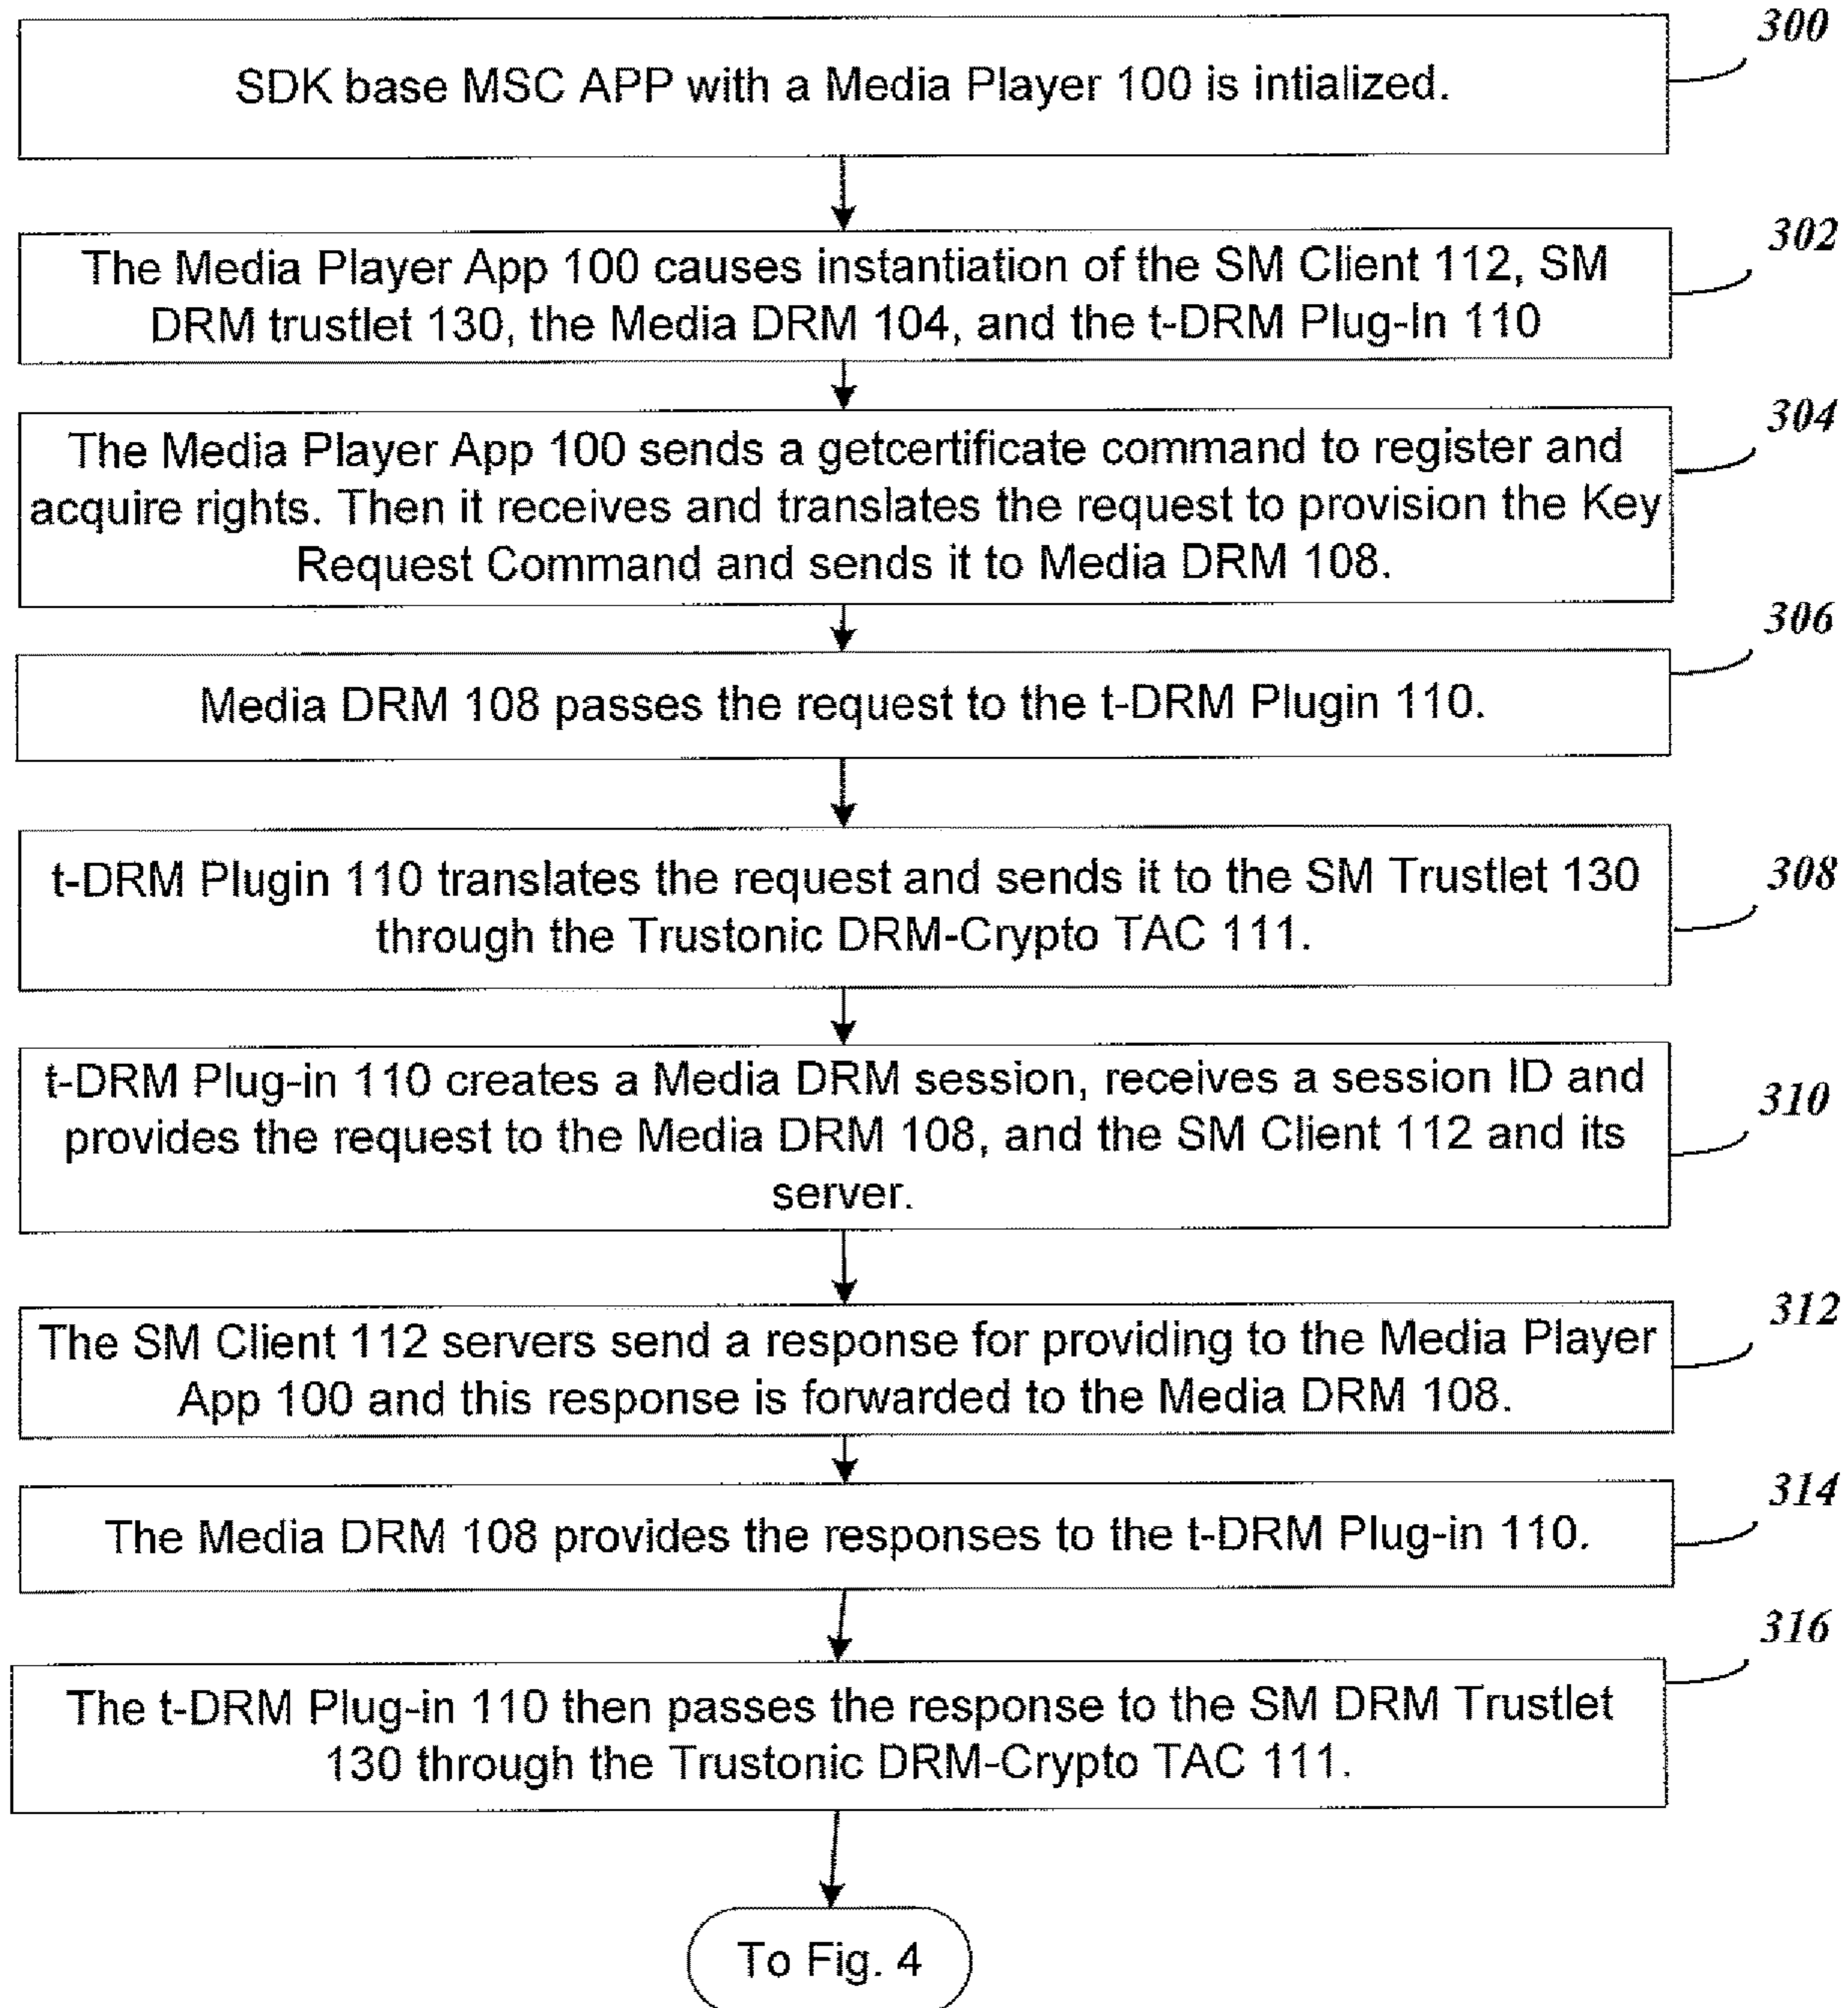 300
SDK base MSC APP with a Media Player 100 is intialized.
302
The Media Player App 100 causes instantiation of the SM Client 112, SM
DRM trustlet 130, the Media DRM 104, and the t-DRM Plug-In 110
304
The Media Player App 100 sends a getcertificate command to register and
acquire rights. Then it receives and translates the request to provision the Key
Request Command and sends it to Media DRM 108.
306
Media DRM 108 passes the request to the t-DRM Plugin 110.
308
t-DRM Plugin 110 translates the request and sends it to the SM Trustlet 130
through the Trustonic DRM-Crypto TAC 111.
310
t-DRM Plug-in 110 creates a Media DRM session, receives a session ID and
provides the request to the Media DRM 108, and the SM Client 112 and its
server.
312
The SM Client 112 servers send a response for providing to the Media Player
App 100 and this response is forwarded to the Media DRM 108.
314
The Media DRM 108 provides the responses to the t-DRM Plug-in 110.
316
The t-DRM Plug-in 110 then passes the response to the SM DRM Trustlet
130 through the Trustonic DRM-Crypto TAC 111.
To Fig. 4